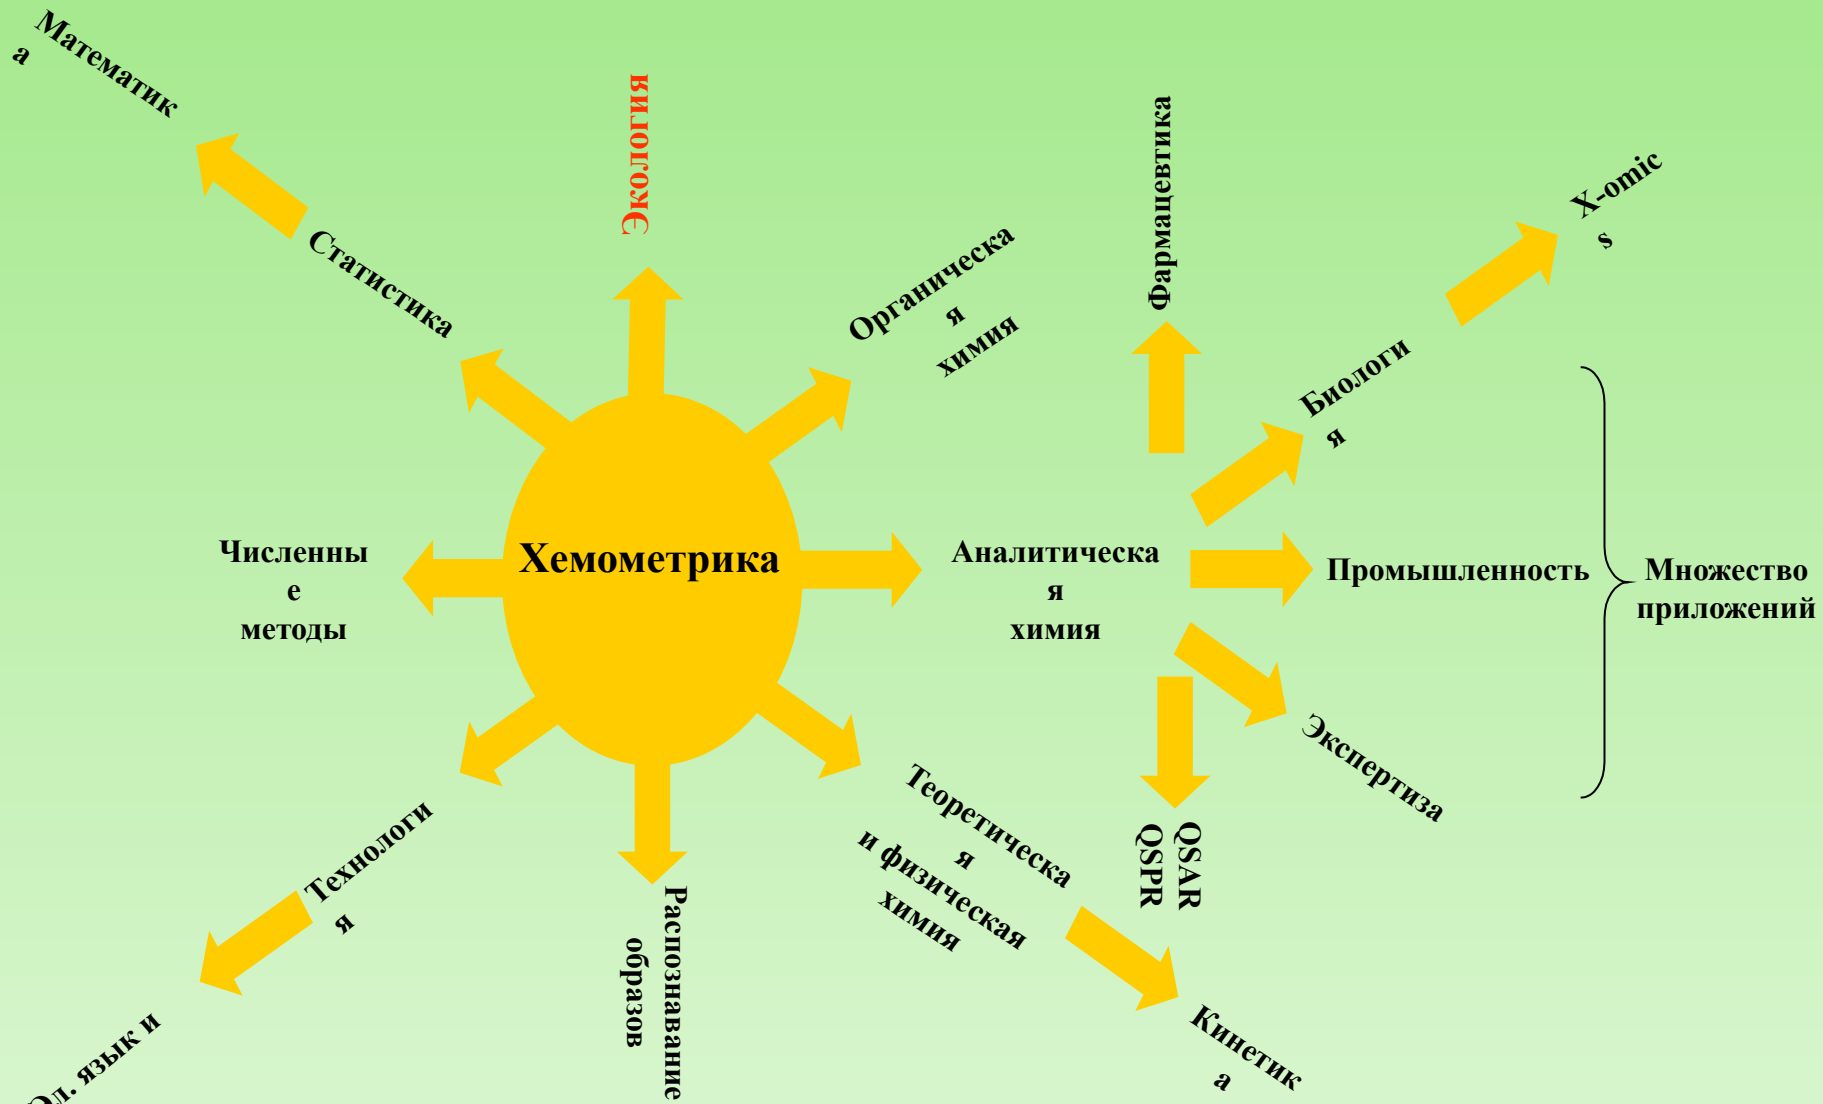 Математик
а
Экология
Фармацевтика
X-omic
s
Статистика
Органическа
я
химия
Биологи
я
Численны
е
методы
Хемометрика
Аналитическа
я
химия
Промышленность
Множество
приложений
Экспертиза
Технологи
я
Распознавание
образов
Теоретическа
я
и физическая
химия
QSAR
QSPR
Кинетик
а
язык и